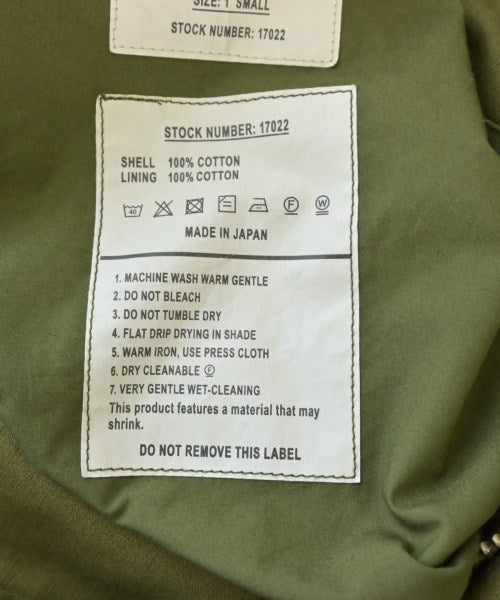 SIZE: 1 SMALL
STOCK NUMBER: 17022
STOCK NUMBER: 17022
SHELL 100% COTTON
LINING 100% COTTON
40 F W
MADE IN JAPAN
1. MACHINE WASH WARM GENTLE
2. DO NOT BLEACH
3. DO NOT TUMBLE DRY
4. FLAT DRIP DRYING IN SHADE
5. WARM IRON, USE PRESS CLOTH
6. DRY CLEANABLE Ⓕ
7. VERY GENTLE WET-CLEANING
This product features a material that may
shrink.
DO NOT REMOVE THIS LABEL